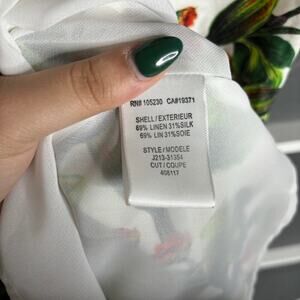 RN# 105230 CA#19371
SHELL/EXTERIEUR
69% LINEN 31%SILK
69% LIN 31%SOIE
STYLE/MODELE
J213-31354
CUT/COUPE
408117